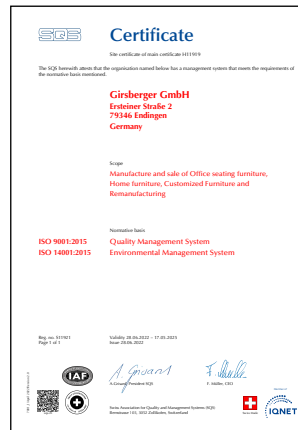 SQS
Certificate
Site certificate of main certificate H11919
The SQS herewith attests that the organisation named below has a management system that meets the requirements of
the normative basis mentioned.
Girsberger GmbH
Ersteiner Straße 2
79346 Endingen
Germany
Scope
Manufacture and sale of Office seating furniture,
Home furniture, Customized Furniture and
Remanufacturing
Normative basis
ISO 9001:2015 Quality Management System
ISO 14001:2015 Environmental Management System
Reg. no. S11921
Page 1 of 1
Validity 20.06.2022 – 17.03.2025
Issue 20.06.2022
A. Grisard, President SQS
F. Müller, CEO
IAF
Swiss Association for Quality and Management Systems (SQS)
Bernstrasse 103, 3052 Zollikofen, Switzerland
IQNET